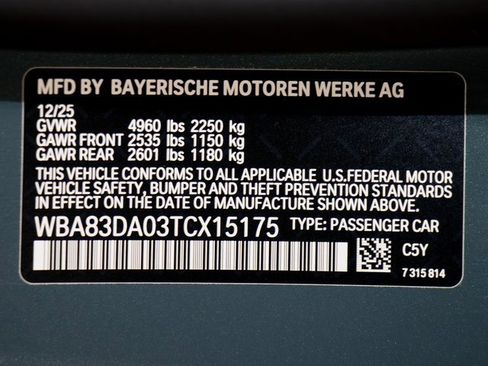 MFD BY BAYERISCHE MOTOREN WERKE AG
12/25
GVWR 4960 lbs 2250 kg
GAWR FRONT 2535 lbs 1150 kg
GAWR REAR 2601 lbs 1180 kg
THIS VEHICLE CONFORMS TO ALL APPLICABLE U.S.FEDERAL MOTOR
VEHICLE SAFETY, BUMPER AND THEFT PREVENTION STANDARDS
IN EFFECT ON THE DATE OF MANUFACTURE SHOWN ABOVE.
WBA83DA03TCX15175 TYPE: PASSENGER CAR
C5Y
7 315 814